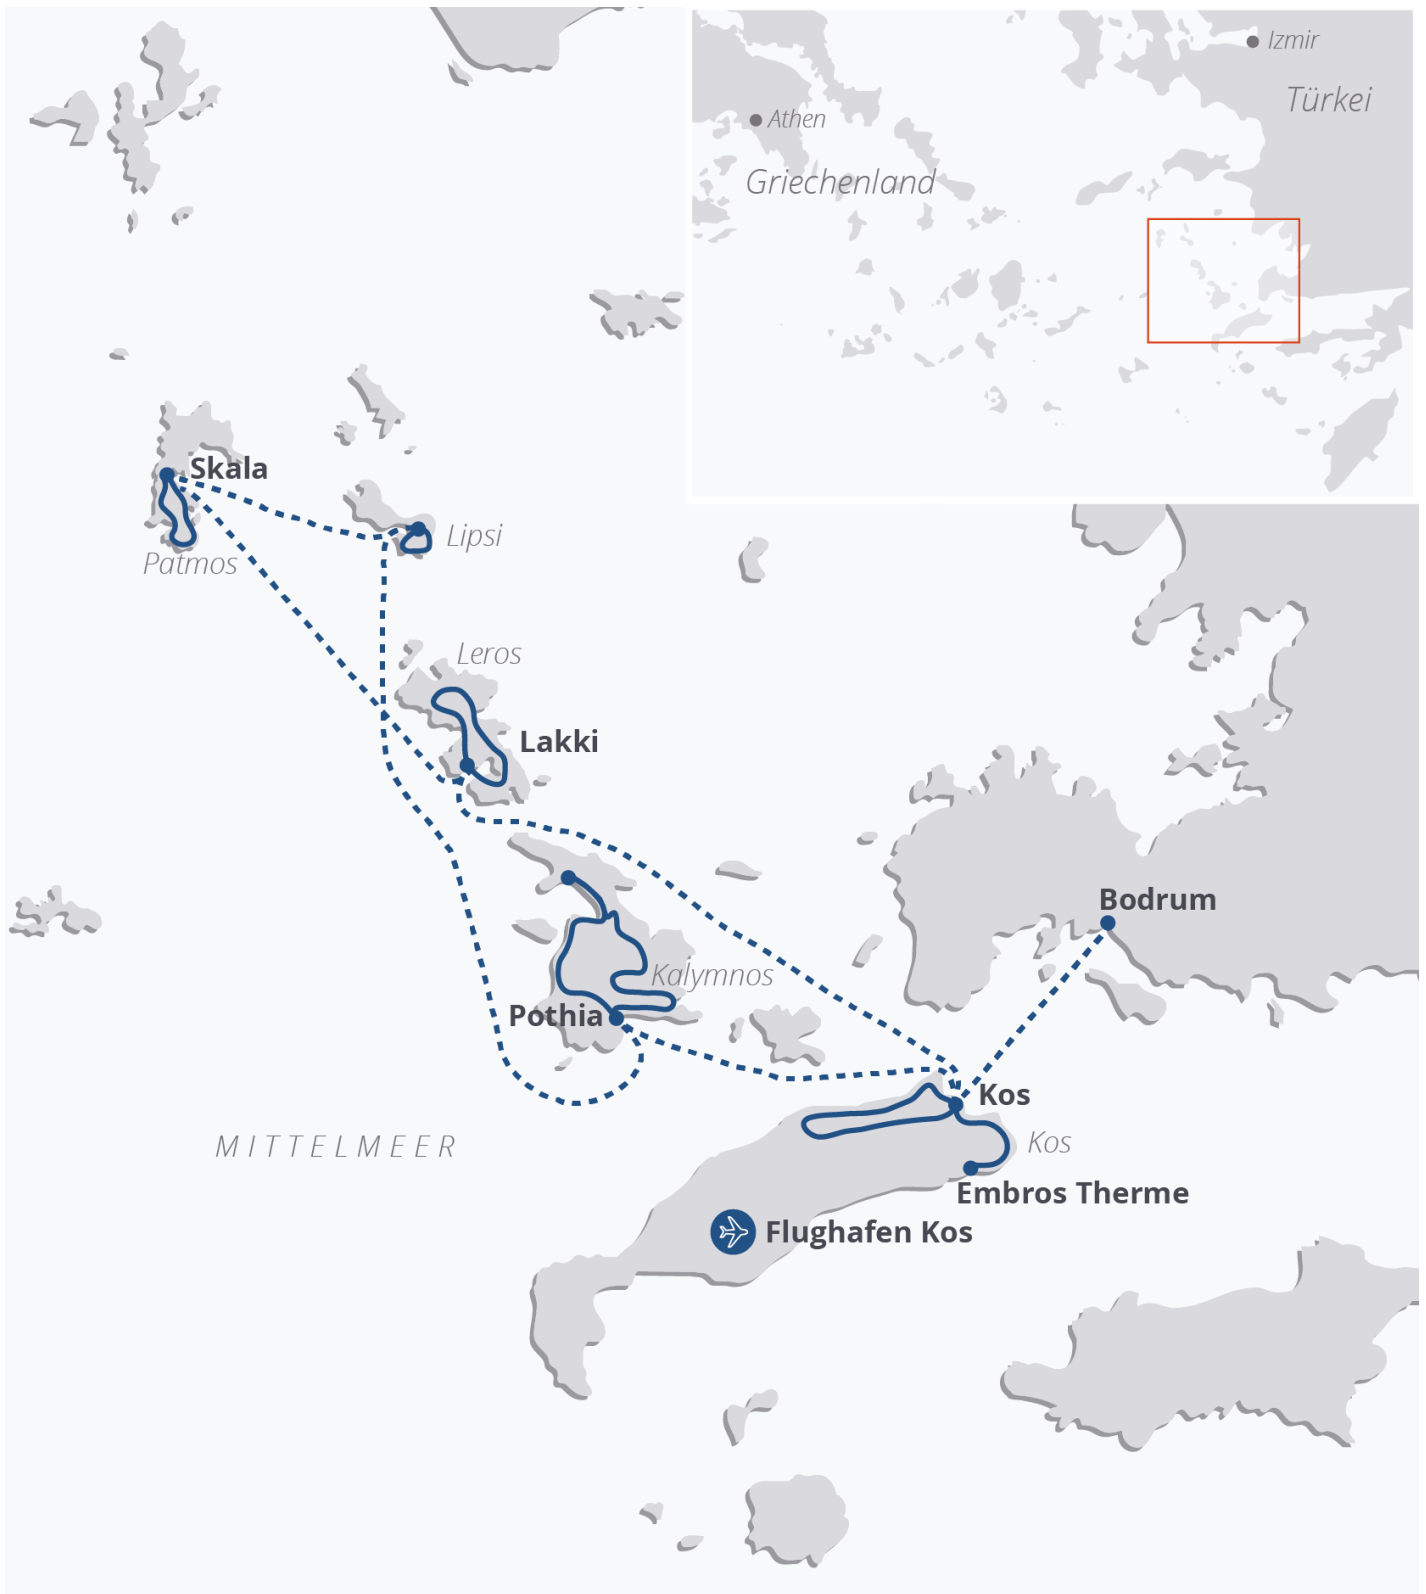 Izmir
Türkei
Athen
Griechenland
Skala
Lipsi
Patmos
Leros
Lakki
Bodrum
Kalymnos
Pothia
Kos
Kos
MITTELMEER
Embros Therme
Flughafen Kos